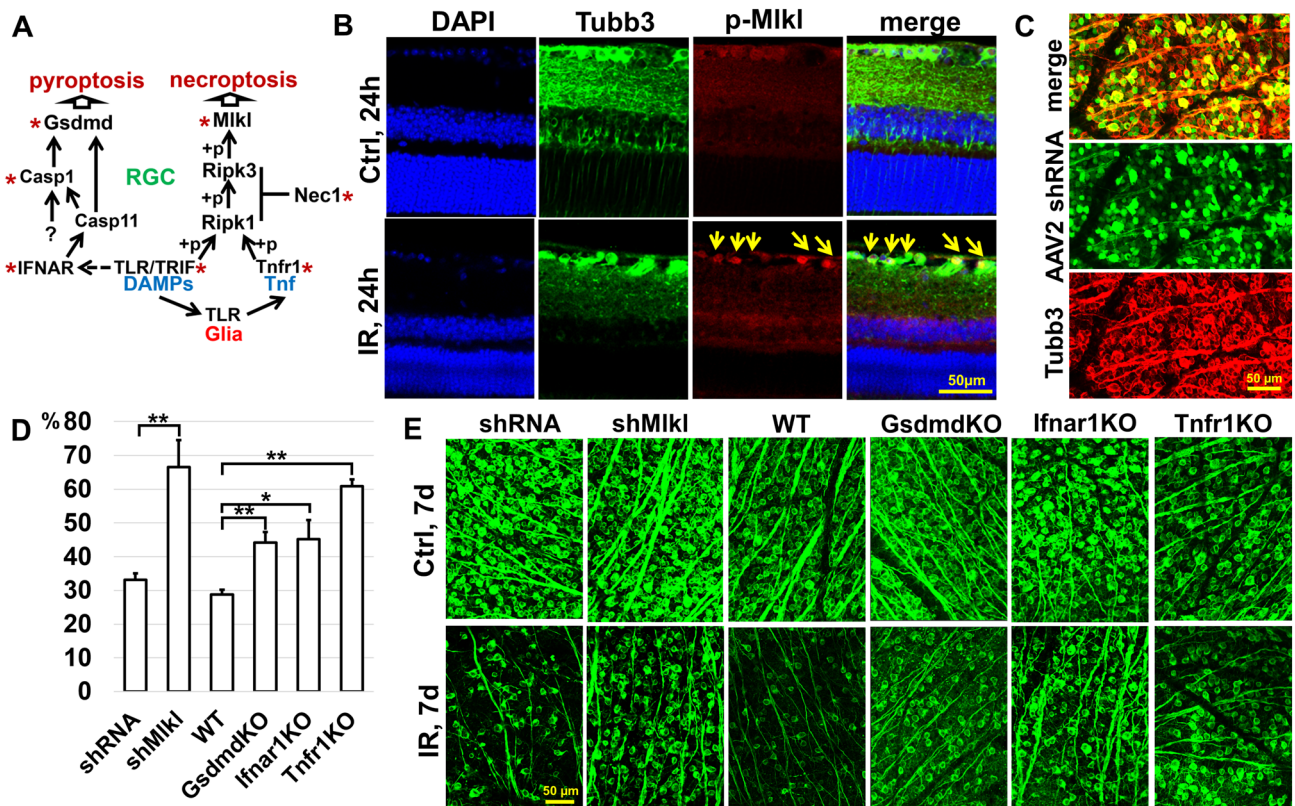 A
pyroptosis necroptosis
*Gsdmd *Mlkl
+p
Ripk3
*Casp1 RGC +p
Nec1*
Casp11 Ripk1
? +p +p
*IFNAR TLR/TRIF* Tnfr1*
DAMPs Tnf
TLR
Glia
B
DAPI Tubb3 p-Mlkl merge
Ctrl, 24h
IR, 24h
50µm
C
merge
AAV2 shRNA
Tubb3
50 µm
D
% 80
70
60
50
40
30
20
10
0
**
**
*
**
shRNA
shMlkl
WT
GsdmdKO
Ifnar1KO
Tnfr1KO
E
shRNA shMlkl WT GsdmdKO Ifnar1KO Tnfr1KO
Ctrl, 7d
IR, 7d
50 µm